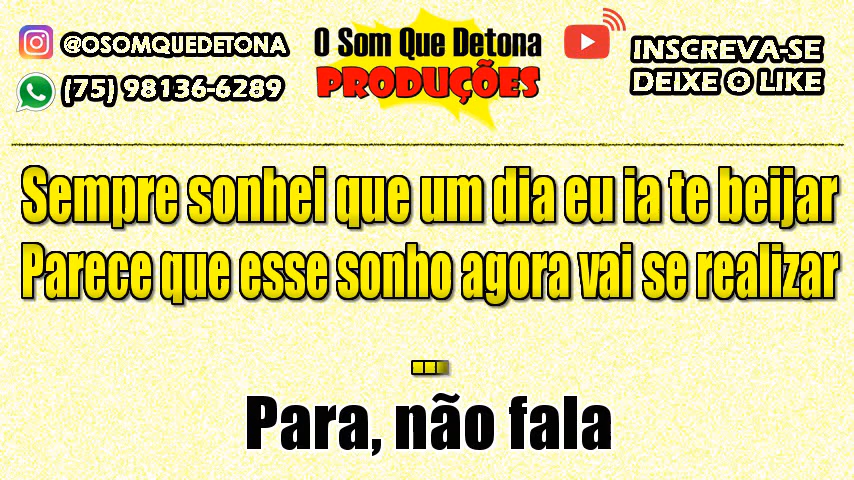 @OSOMQUEDETONA
(75) 98136-6289
O Som Que Detona
PRODUÇÕES
INSCREVA-SE
DEIXE O LIKE
Sempre sonhei que um dia eu ia te beijar
Parece que esse sonho agora vai se realizar
...
Para, não fala